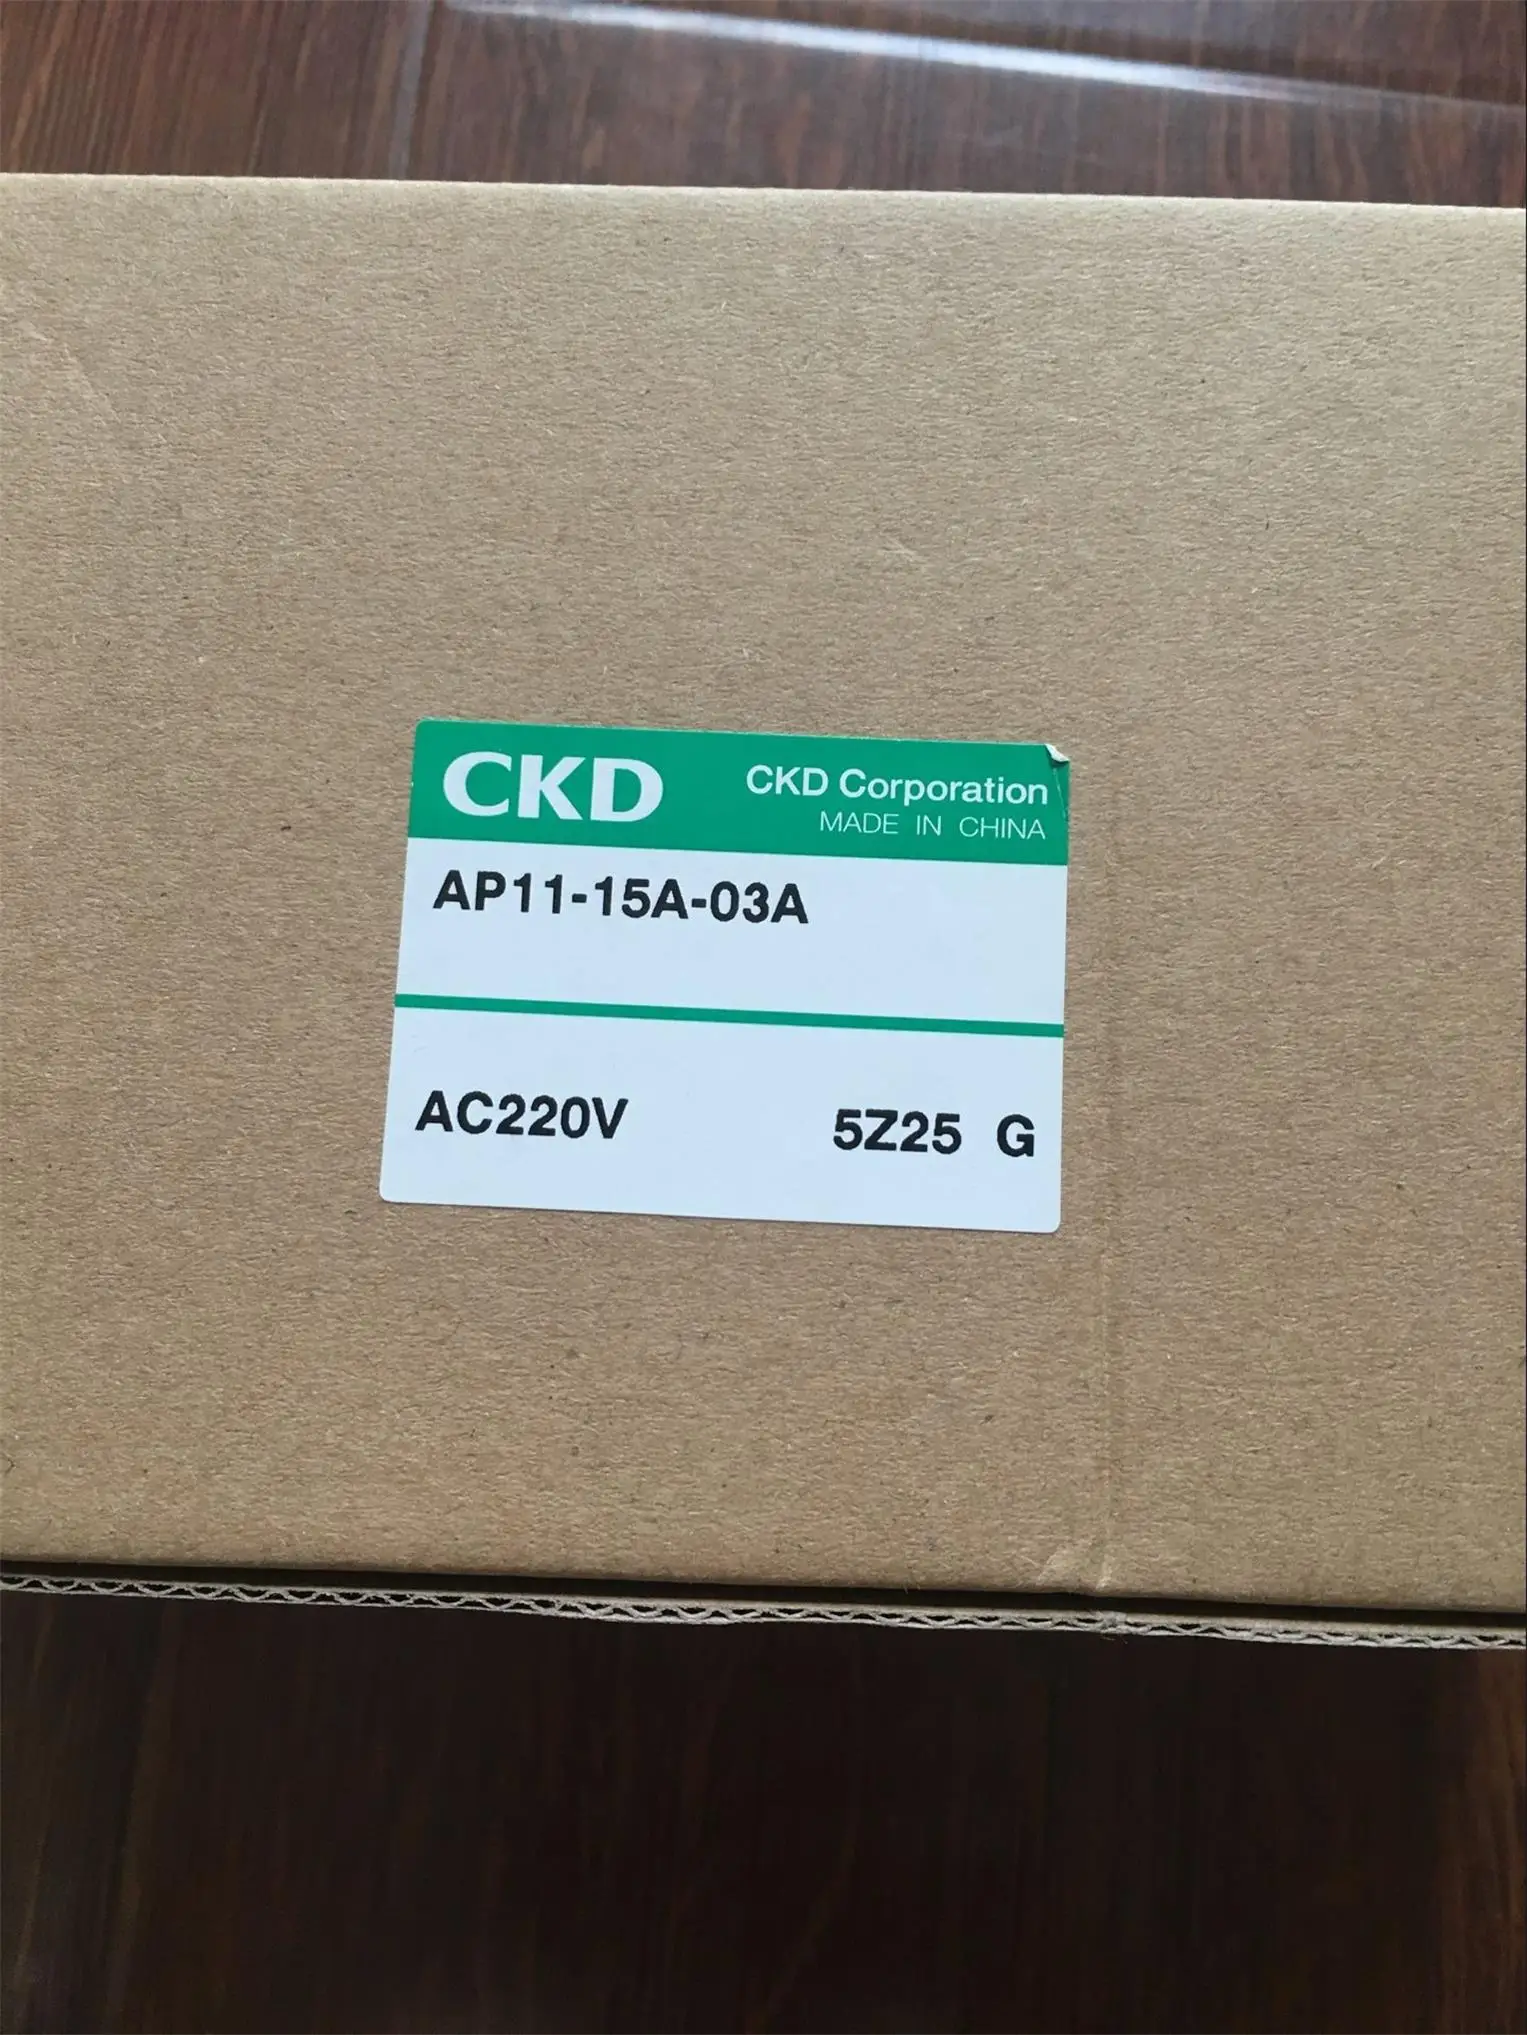 CKD CKD Corporation
MADE IN CHINA
AP11-15A-03A
AC220V 5Z25 G